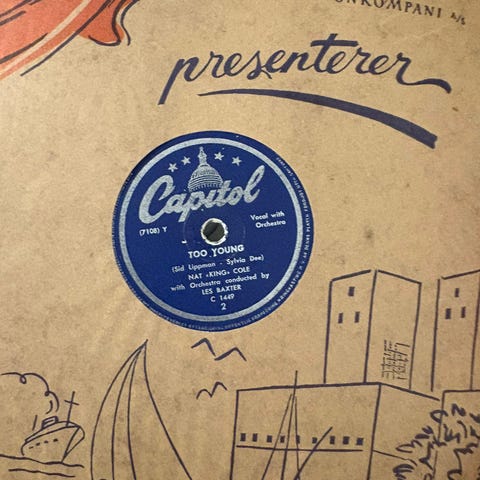 ONKOMPANI A/S
presenterer
Capitol
(7108) Y
Vocal with
Orchestra
TOO YOUNG
(Sid Lippman - Sylvia Dee)
NAT »KING« COLE
with Orchestra conducted by
LES BAXTER
C 1449
2